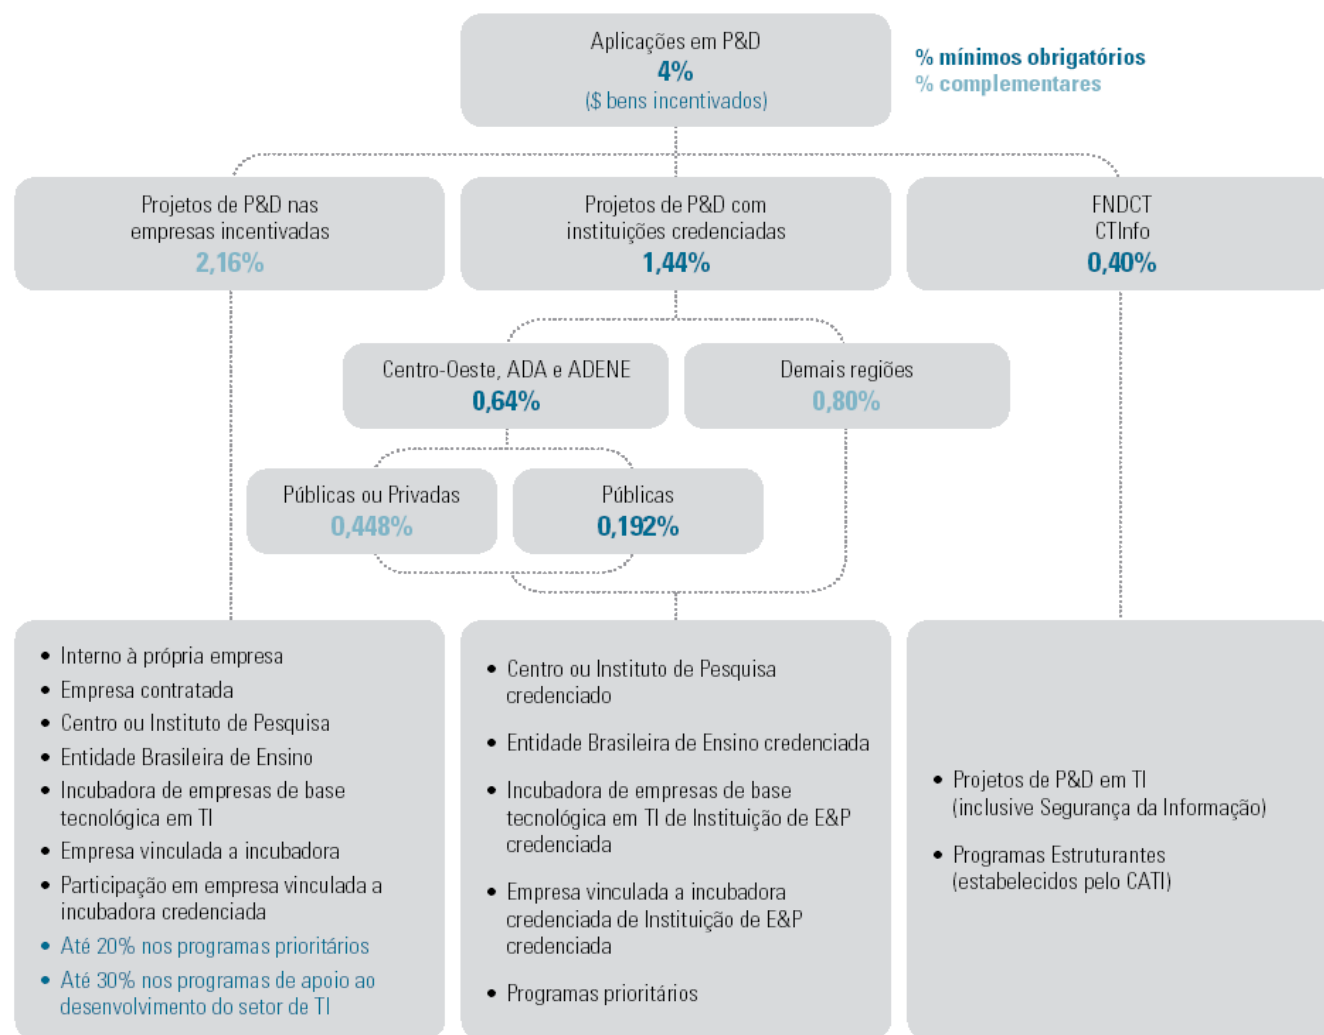 Aplicações em P&D
4%
($ bens incentivados)
% mínimos obrigatórios
% complementares
Projetos de P&D nas
empresas incentivadas
2,16%
Projetos de P&D com
instituições credenciadas
1,44%
FNDCT
CTInfo
0,40%
Centro-Oeste, ADA e ADENE
0,64%
Demais regiões
0,80%
Públicas ou Privadas
0,448%
Públicas
0,192%
• Interno à própria empresa
• Empresa contratada
• Centro ou Instituto de Pesquisa
• Entidade Brasileira de Ensino
• Incubadora de empresas de base
tecnológica em TI
• Empresa vinculada a incubadora
• Participação em empresa vinculada a
incubadora credenciada
• Até 20% nos programas prioritários
• Até 30% nos programas de apoio ao
desenvolvimento do setor de TI
• Centro ou Instituto de Pesquisa
credenciado
• Entidade Brasileira de Ensino credenciada
• Incubadora de empresas de base
tecnológica em TI de Instituição de E&P
credenciada
• Empresa vinculada a incubadora
credenciada de Instituição de E&P
credenciada
• Programas prioritários
• Projetos de P&D em TI
(inclusive Segurança da Informação)
• Programas Estruturantes
(estabelecidos pelo CATI)